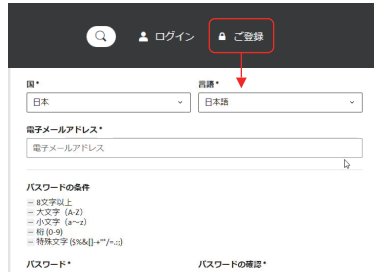 ログイン ご登録
国* 言語*
日本 日本語
電子メールアドレス*
電子メールアドレス
パスワードの条件
— 8文字以上
— 大文字 (A-Z)
— 小文字 (a～z)
— 桁 (0-9)
— 特殊文字 ($%&[]-+"'/=.:;)
パスワード* パスワードの確認*